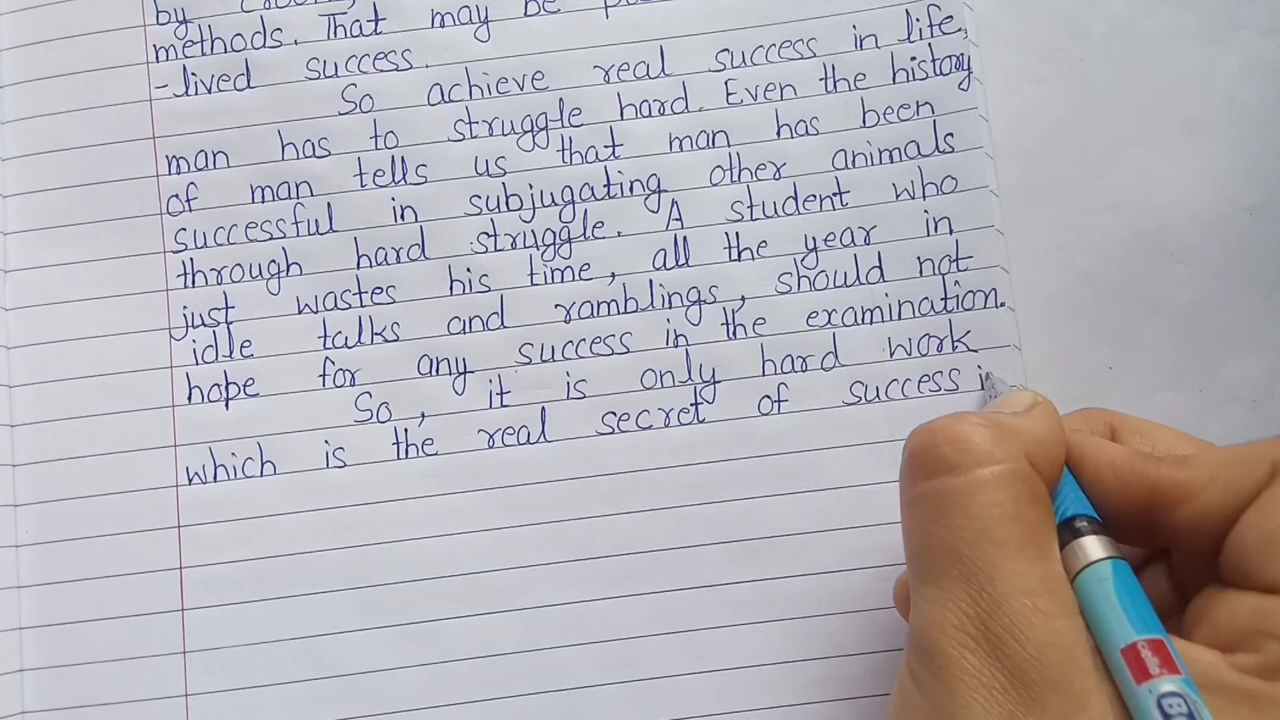 by
methods. That may be
-lived success.
So achieve real success in life,
man has to struggle hard. Even the history
of man tells us that man has been
successful in subjugating other animals
through hard struggle. A student who
just wastes his time, all the year in
idle talks and ramblings, should not
hope for any success in the examination.
So, it is only hard work
which is the real secret of success in